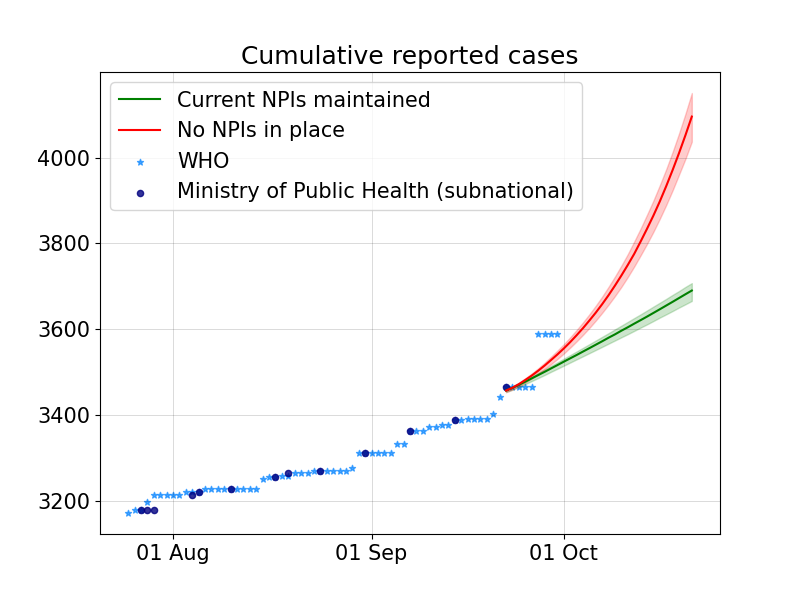 Cumulative reported cases
Current NPIs maintained
No NPIs in place
WHO
Ministry of Public Health (subnational)
4000
3800
3600
3400
3200
01 Aug
01 Sep
01 Oct